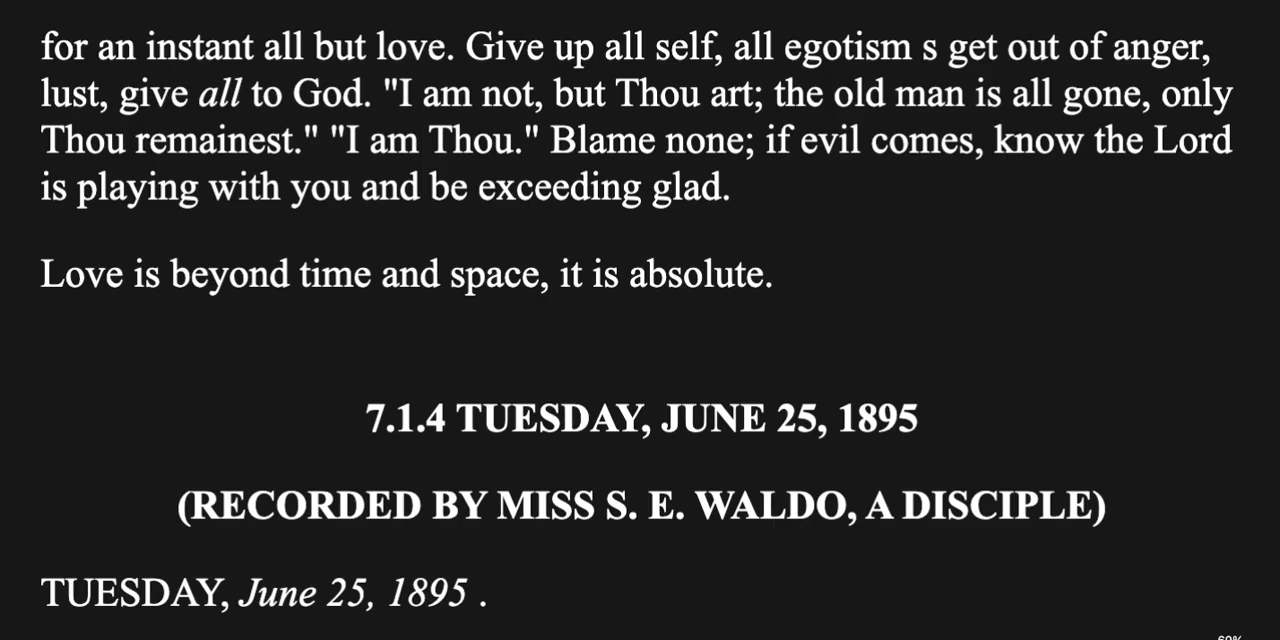 for an instant all but love. Give up all self, all egotism s get out of anger,
lust, give all to God. "I am not, but Thou art; the old man is all gone, only
Thou remainest." "I am Thou." Blame none; if evil comes, know the Lord
is playing with you and be exceeding glad.
Love is beyond time and space, it is absolute.
7.1.4 TUESDAY, JUNE 25, 1895
(RECORDED BY MISS S. E. WALDO, A DISCIPLE)
TUESDAY, June 25, 1895 .